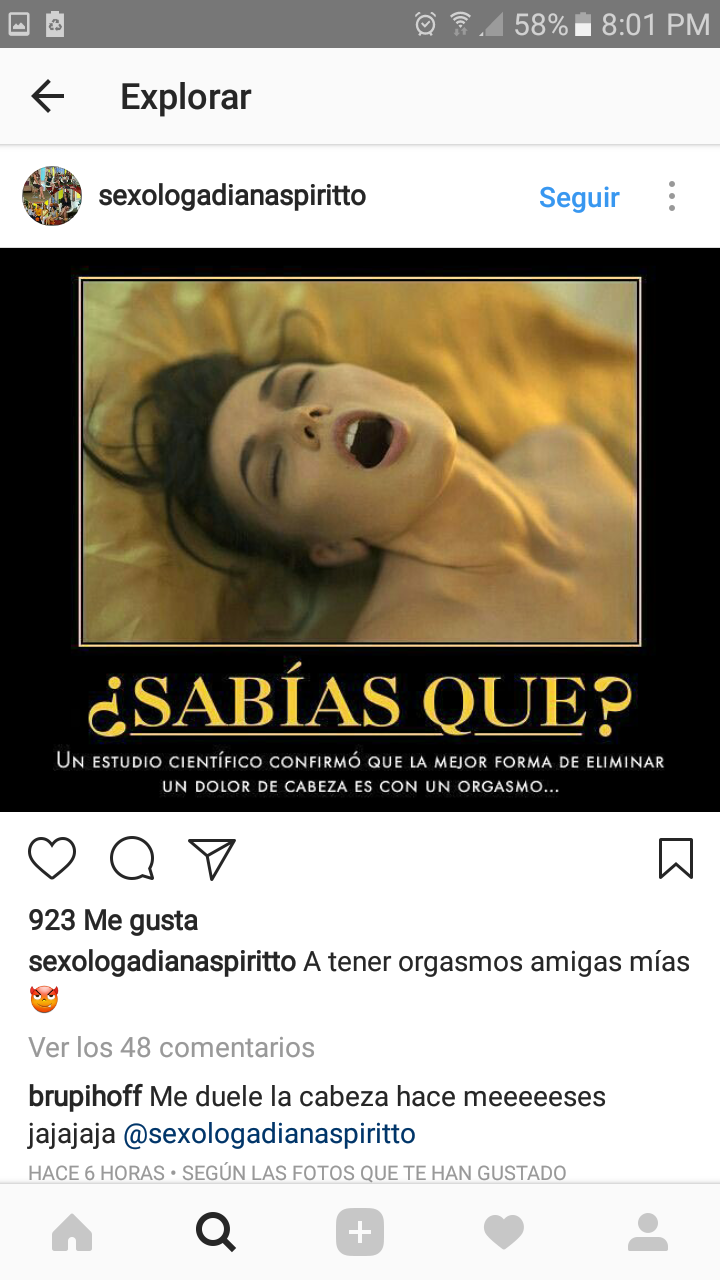 58% 8:01 PM
Explorar
sexologadianaspiritto Seguir
¿SABÍAS QUE?
UN ESTUDIO CIENTÍFICO CONFIRMÓ QUE LA MEJOR FORMA DE ELIMINAR
UN DOLOR DE CABEZA ES CON UN ORGASMO...
923 Me gusta
sexologadianaspiritto A tener orgasmos amigas mías
😈
Ver los 48 comentarios
brupihoff Me duele la cabeza hace meeeeeses
jajajaja @sexologadianaspiritto
HACE 6 HORAS • SEGÚN LAS FOTOS QUE TE HAN GUSTADO